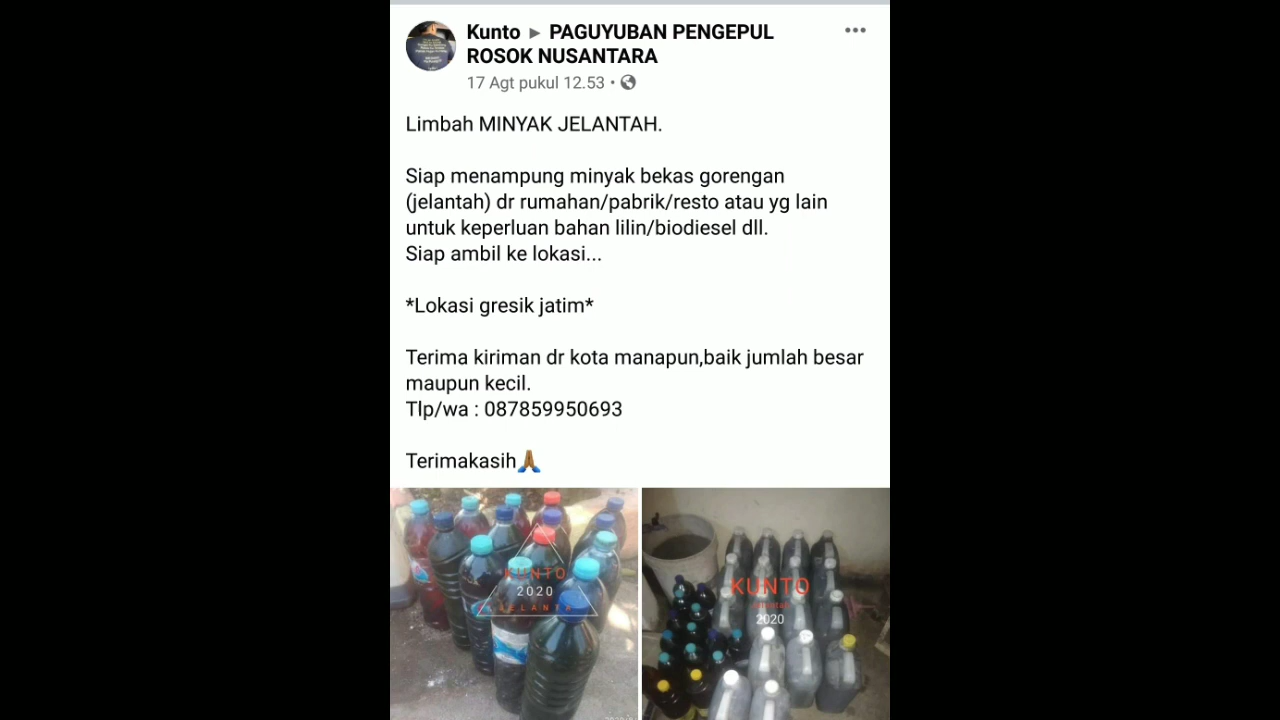 Kunto ► PAGUYUBAN PENGEPUL
ROSOK NUSANTARA
17 Agt pukul 12.53 •
Limbah MINYAK JELANTAH.
Siap menampung minyak bekas gorengan
(jelantah) dr rumahan/pabrik/resto atau yg lain
untuk keperluan bahan lilin/biodiesel dll.
Siap ambil ke lokasi...
*Lokasi gresik jatim*
Terima kiriman dr kota manapun,baik jumlah besar
maupun kecil.
Tlp/wa : 087859950693
Terimakasih🙏
KUNTO
2020
JELANTA
KUNTO
2020